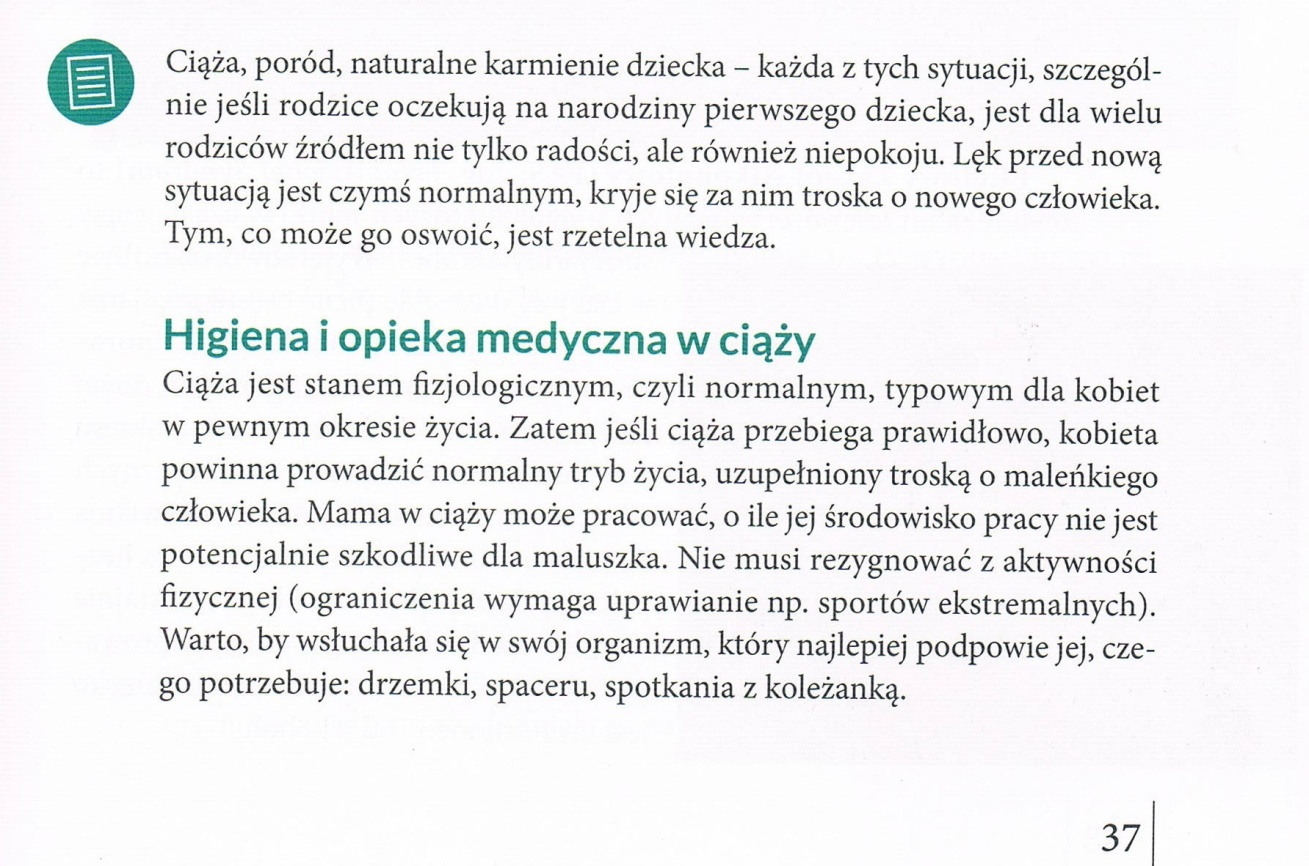 Ciąża, poród, naturalne karmienie dziecka – każda z tych sytuacji, szczegól-
nie jeśli rodzice oczekują na narodziny pierwszego dziecka, jest dla wielu
rodziców źródłem nie tylko radości, ale również niepokoju. Lęk przed nową
sytuacją jest czymś normalnym, kryje się za nim troska o nowego człowieka.
Tym, co może go oswoić, jest rzetelna wiedza.
Higiena i opieka medyczna w ciąży
Ciąża jest stanem fizjologicznym, czyli normalnym, typowym dla kobiet
w pewnym okresie życia. Zatem jeśli ciąża przebiega prawidłowo, kobieta
powinna prowadzić normalny tryb życia, uzupełniony troską o maleńkiego
człowieka. Mama w ciąży może pracować, o ile jej środowisko pracy nie jest
potencjalnie szkodliwe dla maluszka. Nie musi rezygnować z aktywności
fizycznej (ograniczenia wymaga uprawianie np. sportów ekstremalnych).
Warto, by wsłuchała się w swój organizm, który najlepiej podpowie jej, cze-
go potrzebuje: drzemki, spaceru, spotkania z koleżanką.
37